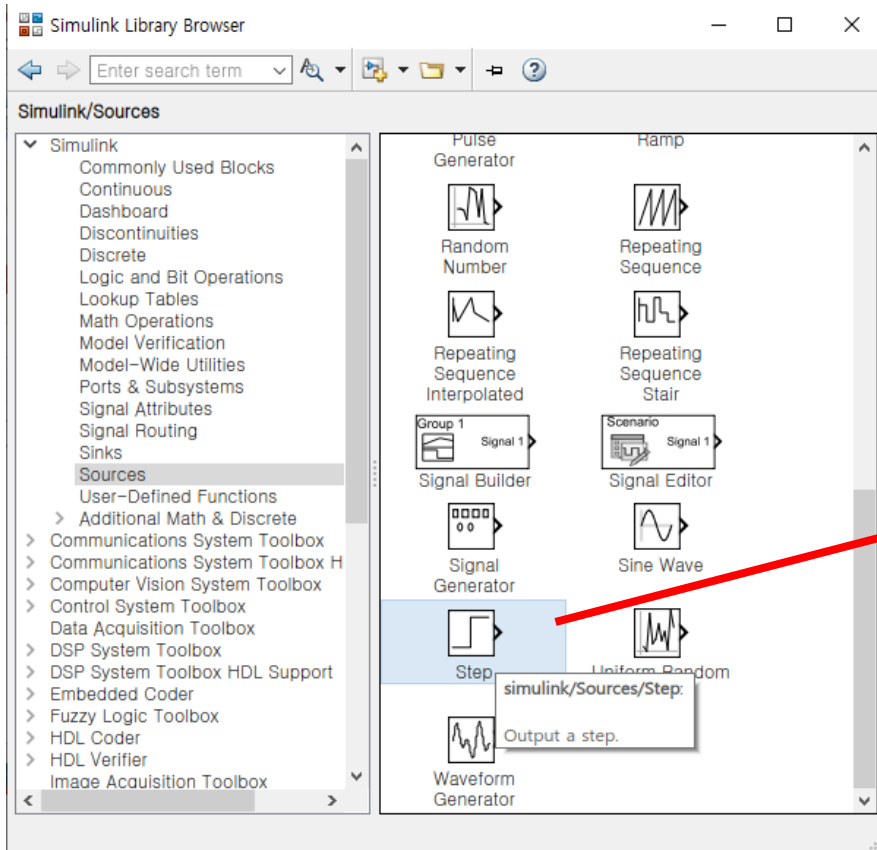 Simulink Library Browser
Enter search term
Simulink/Sources
Simulink
Commonly Used Blocks
Continuous
Dashboard
Discontinuities
Discrete
Logic and Bit Operations
Lookup Tables
Math Operations
Model Verification
Model-Wide Utilities
Ports & Subsystems
Signal Attributes
Signal Routing
Sinks
Sources
User-Defined Functions
Additional Math & Discrete
Communications System Toolbox
Communications System Toolbox H
Computer Vision System Toolbox
Control System Toolbox
Data Acquisition Toolbox
DSP System Toolbox
DSP System Toolbox HDL Support
Embedded Coder
Fuzzy Logic Toolbox
HDL Coder
HDL Verifier
Image Acquisition Toolbox
Pulse
Generator
Ramp
Random
Number
Repeating
Sequence
Repeating
Sequence
Interpolated
Repeating
Sequence
Stair
Group 1
Signal 1
Signal Builder
Scenario
Signal 1
Signal Editor
Signal
Generator
Sine Wave
Step
Uniform Random
simulink/Sources/Step:
Output a step.
Waveform
Generator